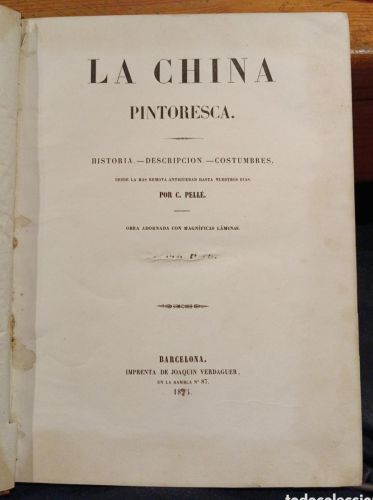 LA CHINA
PINTORESCA.
HISTORIA.—DESCRIPCION.—COSTUMBRES,
DESDE LA MAS REMOTA ANTIGUEDAD HASTA NUESTROS DIAS.
POR C. PELLÉ.
OBRA ADORNADA CON MAGNÍFICAS LÁMINAS.
BARCELONA.
IMPRENTA DE JOAQUIN VERDAGUER,
EN LA RAMBLA Nº 87.
todocoleccion